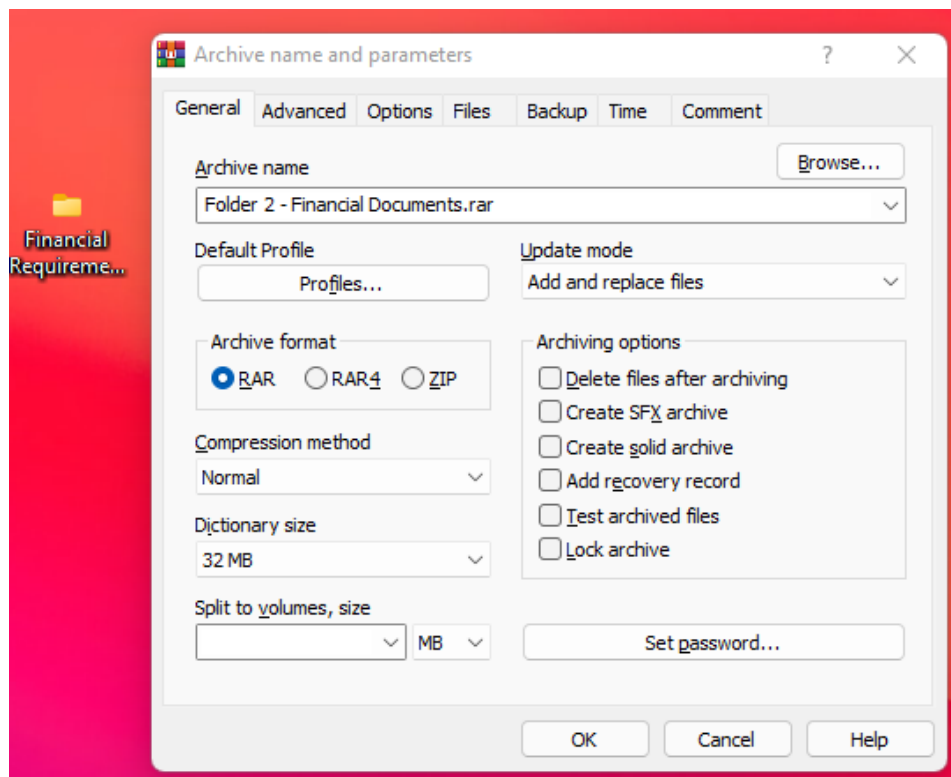 Archive name and parameters
?
General Advanced Options Files Backup Time Comment
Archive name
Browse...
Folder 2 - Financial Documents.rar
Financial
Requireme...
Default Profile
Profiles...
Update mode
Add and replace files
Archive format
RAR RAR4 ZIP
Compression method
Normal
Dictionary size
32 MB
Split to volumes, size
MB
Archiving options
Delete files after archiving
Create SFX archive
Create solid archive
Add recovery record
Test archived files
Lock archive
Set password...
OK Cancel Help